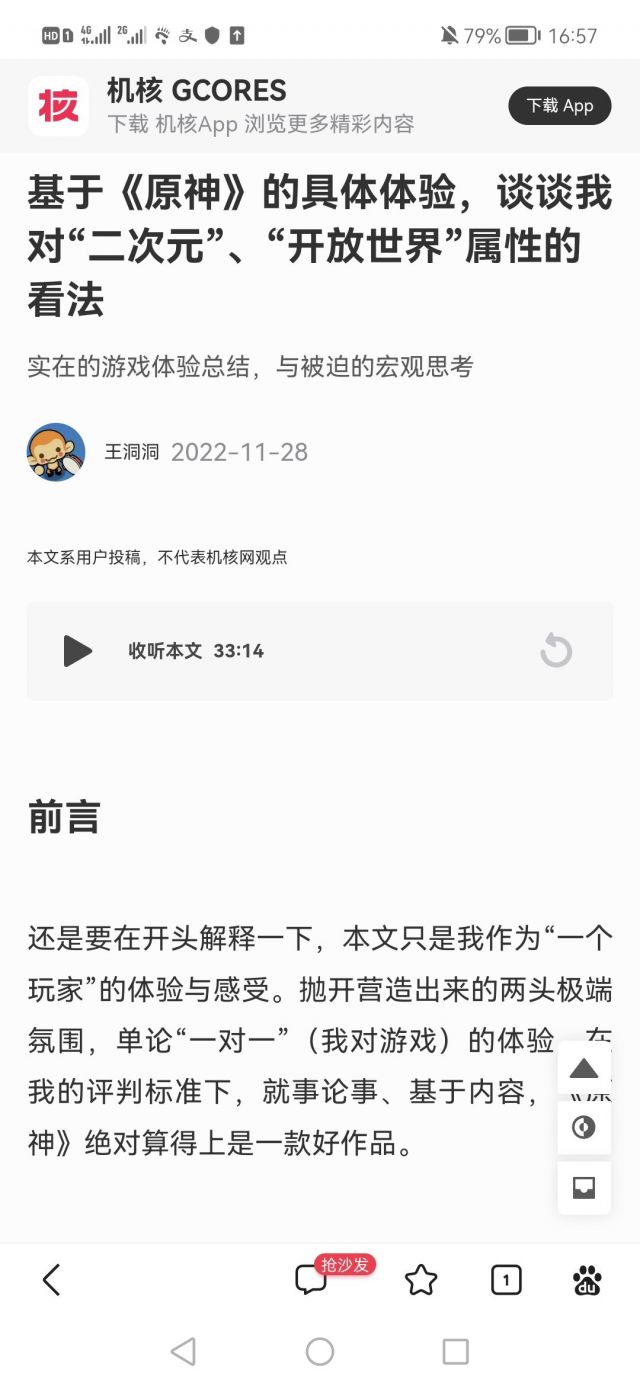 HD 1 4G 2G 支 79% 16:57
核 机核 GCORES
下载 机核App 浏览更多精彩内容
下载 App
基于《原神》的具体体验，谈谈我
对“二次元”、“开放世界”属性的
看法
实在的游戏体验总结，与被迫的宏观思考
王洞洞 2022-11-28
本文系用户投稿，不代表机核网观点
收听本文 33:14
前言
还是要在开头解释一下，本文只是我作为“一个
玩家”的体验与感受。抛开营造出来的两头极端
氛围，单论“一对一”（我对游戏）的体验，在
我的评判标准下，就事论事、基于内容，《原
神》绝对算得上是一款好作品。
抢沙发
1
du